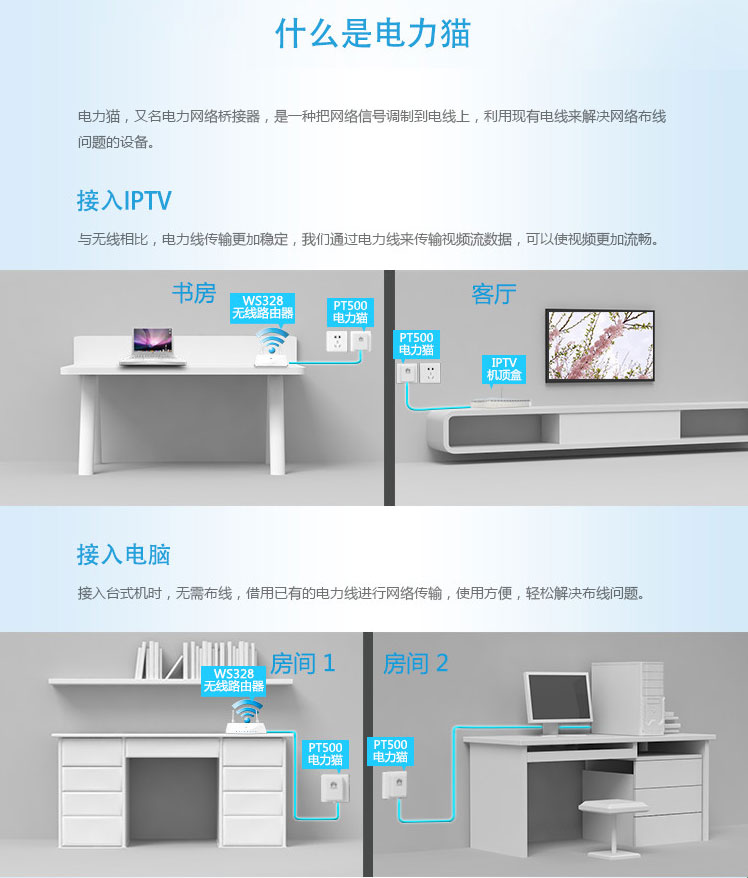 什么是电力猫
电力猫，又名电力网络桥接器，是一种把网络信号调制到电线上，利用现有电线来解决网络布线
问题的设备。
接入IPTV
与无线相比，电力线传输更加稳定，我们通过电力线来传输视频流数据，可以使视频更加流畅。
书房
WS328
无线路由器
PT500
电力猫
客厅
PT500
电力猫
IPTV
机顶盒
接入电脑
接入台式机时，无需布线，借用已有的电力线进行网络传输，使用方便，轻松解决布线问题。
房间 1
WS328
无线路由器
PT500
电力猫
房间 2
PT500
电力猫